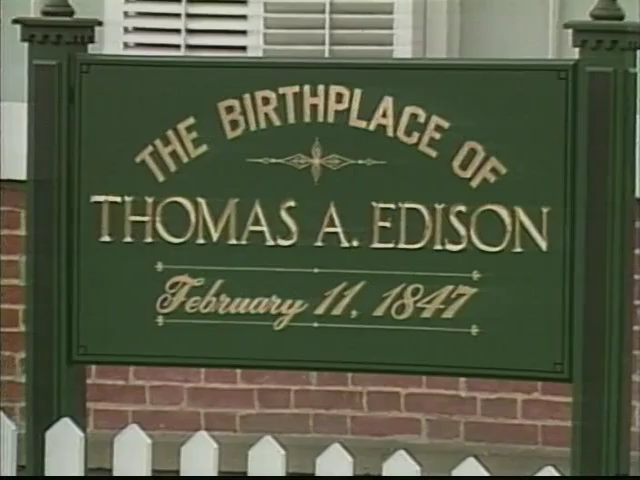 THE BIRTHPLACE OF
THOMAS A. EDISON
February 11, 1847